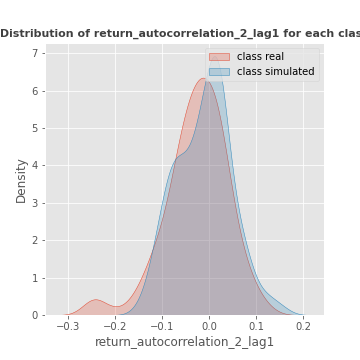 Distribution of return_autocorrelation_2_lag1 for each clas
class real
class simulated
7
6
5
4
3
2
1
0
Density
−0.3 −0.2 −0.1 0.0 0.1 0.2
return_autocorrelation_2_lag1